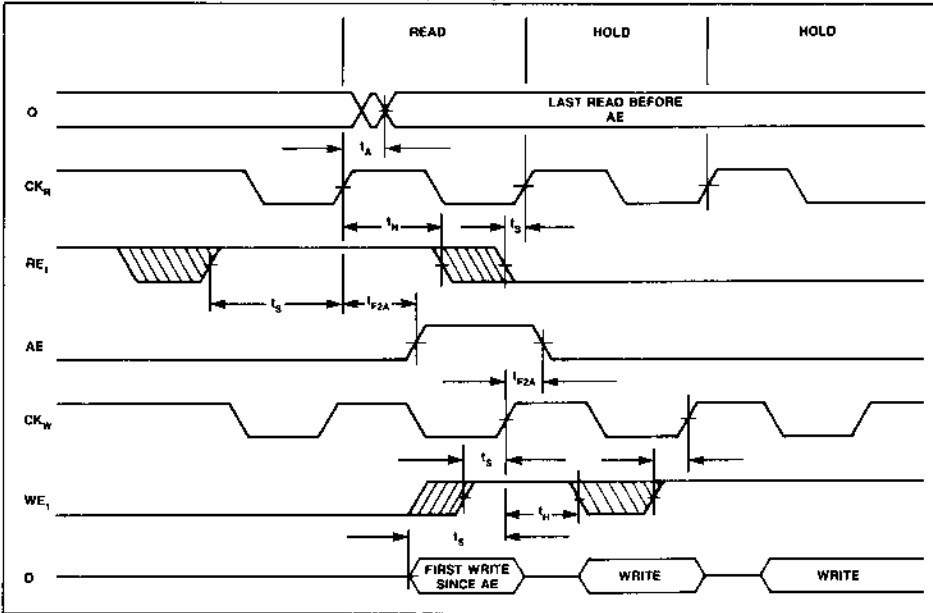 READ HOLD HOLD
Q
LAST READ BEFORE
AE
tA
CKR
tH tS
RE1
tS tF2A
AE
tF2A
CKW
tS
WE1
tH
tS
D
FIRST WRITE
SINCE AE
WRITE WRITE